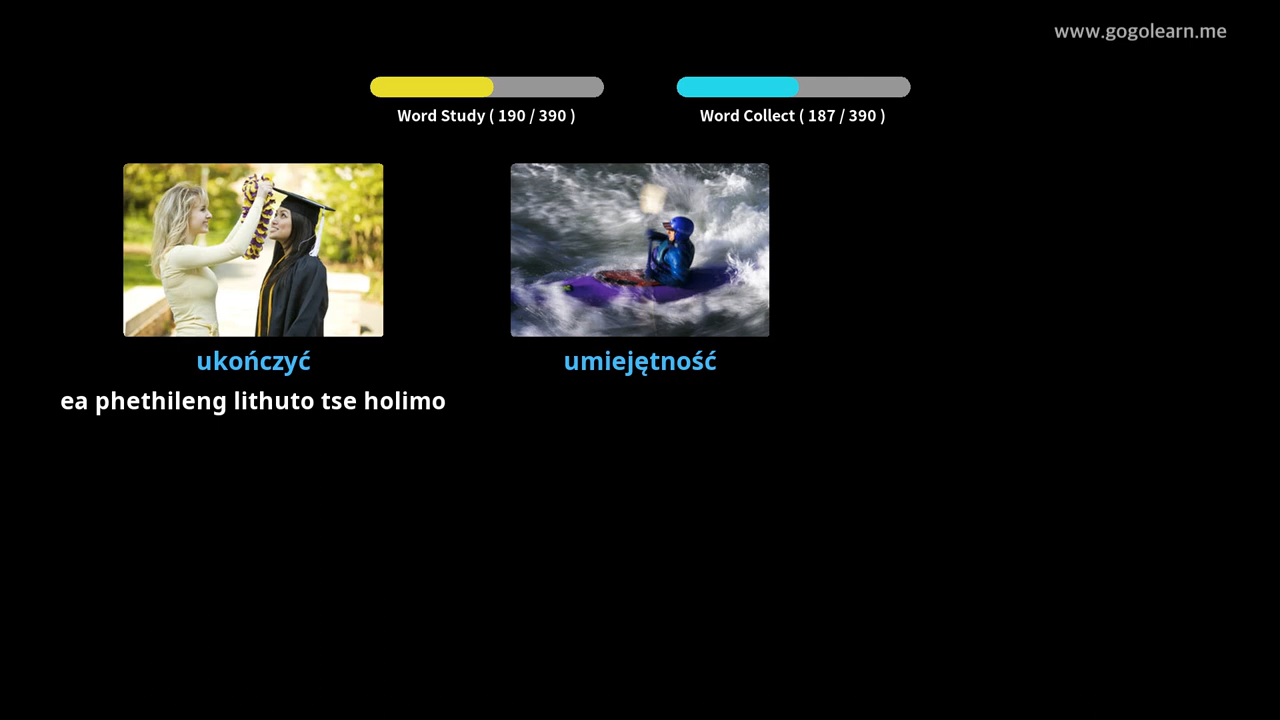 www.gogolearn.me
Word Study ( 190 / 390 )
Word Collect ( 187 / 390 )
ukończyć
umiejętność
ea phethileng lithuto tse holimo